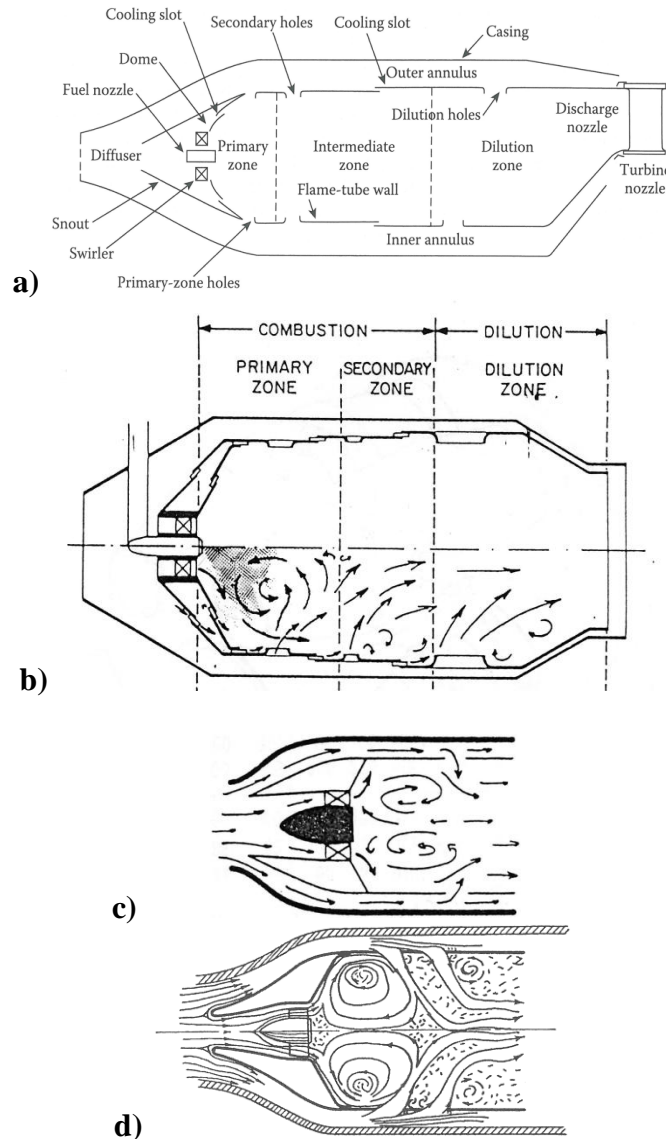 Cooling slot
Secondary holes
Cooling slot
Casing
Dome
Outer annulus
Fuel nozzle
Dilution holes
Discharge
nozzle
Diffuser
Primary
zone
Intermediate
zone
Dilution
zone
Flame-tube wall
Turbine
nozzle
Snout
Inner annulus
Swirler
Primary-zone holes
a)
COMBUSTION
DILUTION
PRIMARY
ZONE
SECONDARY
ZONE
DILUTION
ZONE
b)
c)
d)